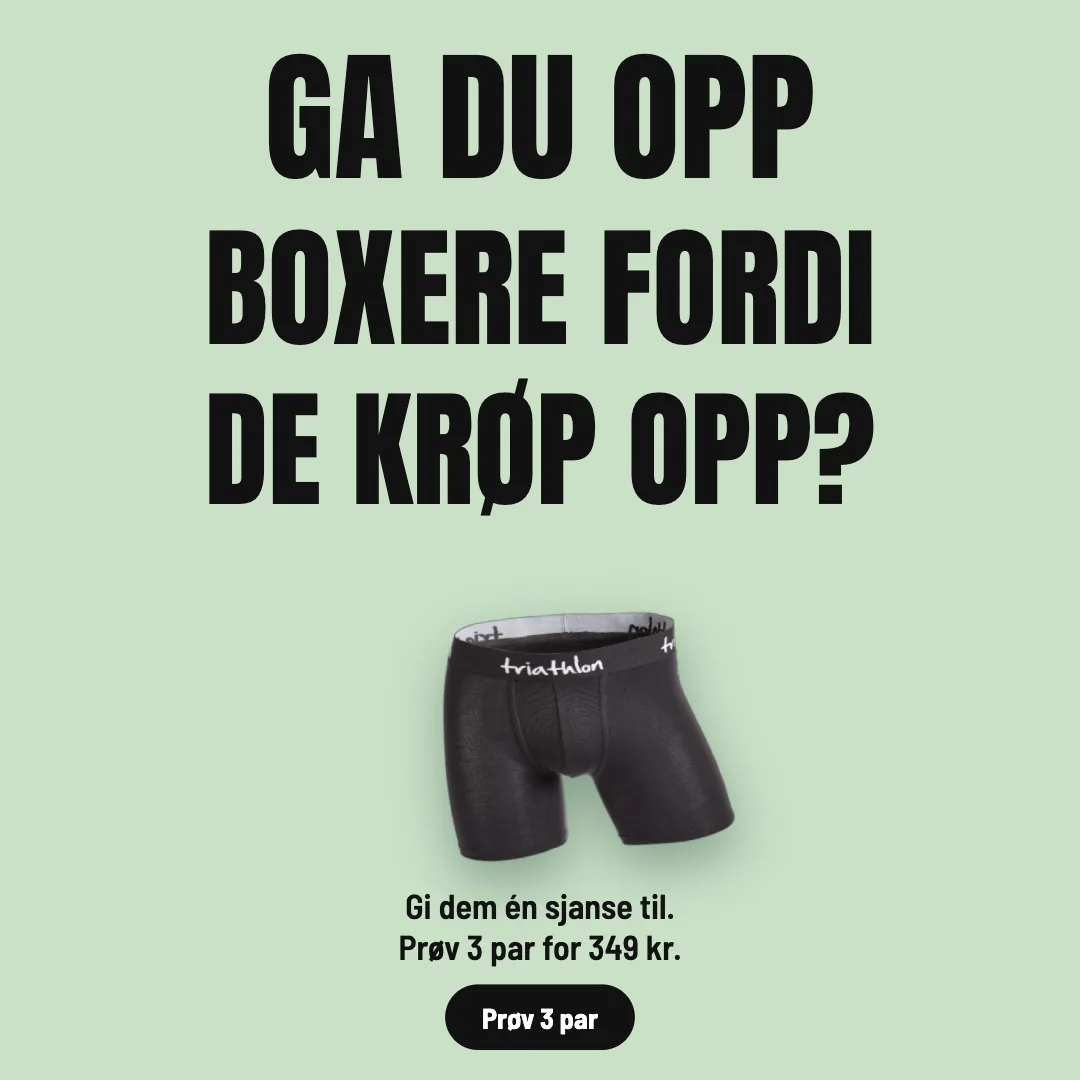 GA DU OPP
BOXERE FORDI
DE KRØP OPP?
triathlon
Gi dem én sjanse til.
Prøv 3 par for 349 kr.
Prøv 3 par